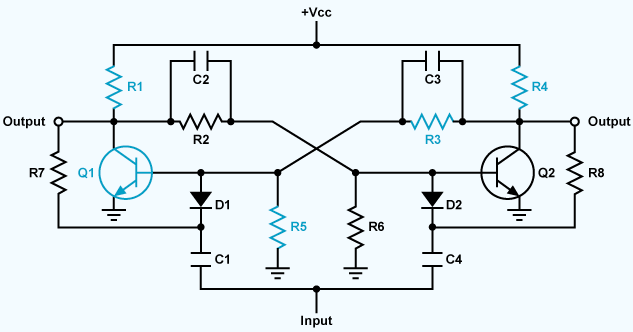 +Vcc
C2
C3
R1
R4
Output
R2
R3
Output
R7
Q1
Q2
R8
D1
D2
R5
R6
C1
C4
Input